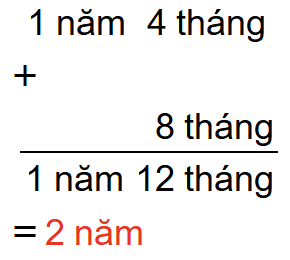 1 năm 4 tháng
+
8 tháng
1 năm 12 tháng
= 2 năm